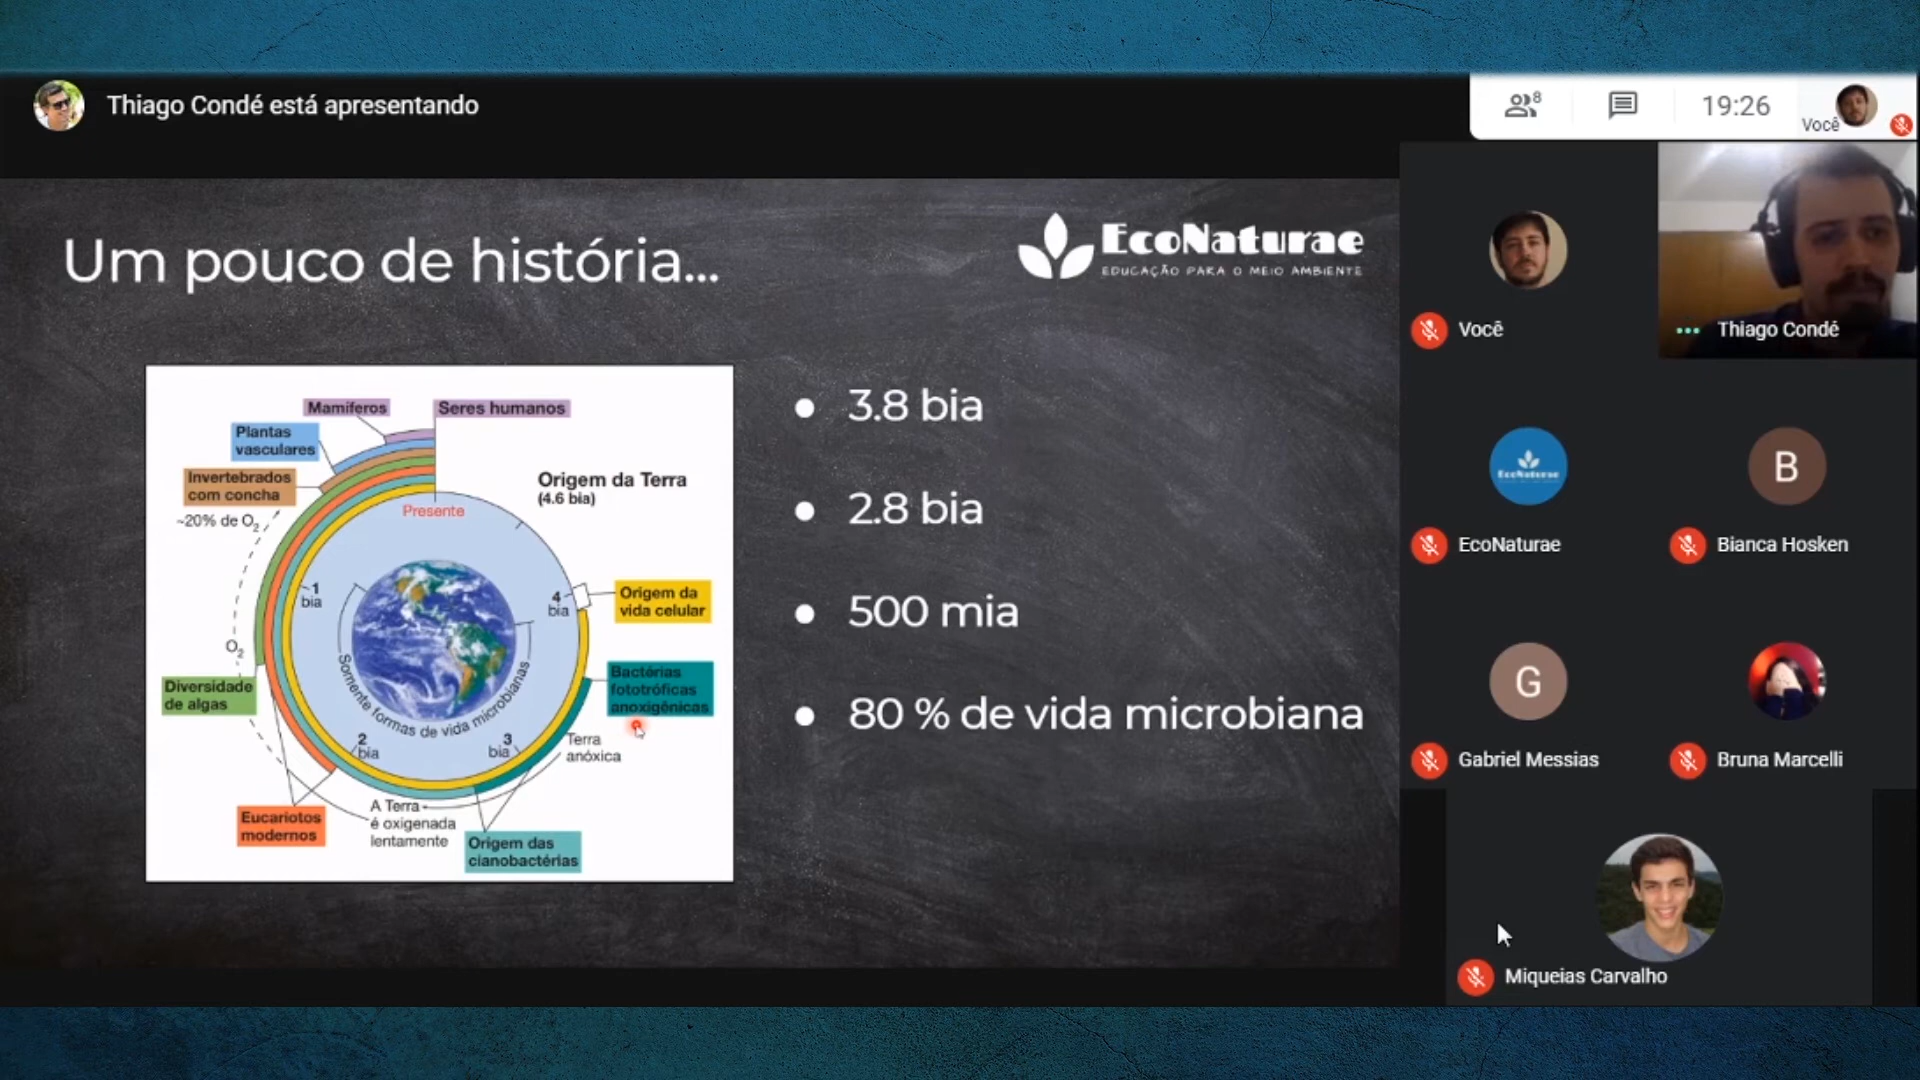 Thiago Condé está apresentando
8
19:26
Você
Um pouco de história...
EcoNaturae
EDUCAÇÃO PARA O MEIO AMBIENTE
Mamíferos
Seres humanos
Plantas
vasculares
Invertebrados
com concha
~20% de O2
Origem da Terra
(4.6 bia)
Presente
1
bia
4
bia
Origem da
vida celular
O2
Somente formas de vida microbianas
Bactérias
fototróficas
anoxigênicas
Diversidade
de algas
2
bia
3
bia
Terra
anóxica
Eucariotos
modernos
A Terra
é oxigenada
lentamente
Origem das
cianobactérias
● 3.8 bia
● 2.8 bia
● 500 mia
● 80 % de vida microbiana
Você
Thiago Condé
EcoNaturae
EcoNaturae
B
Bianca Hosken
G
Gabriel Messias
Bruna Marcelli
Miqueias Carvalho